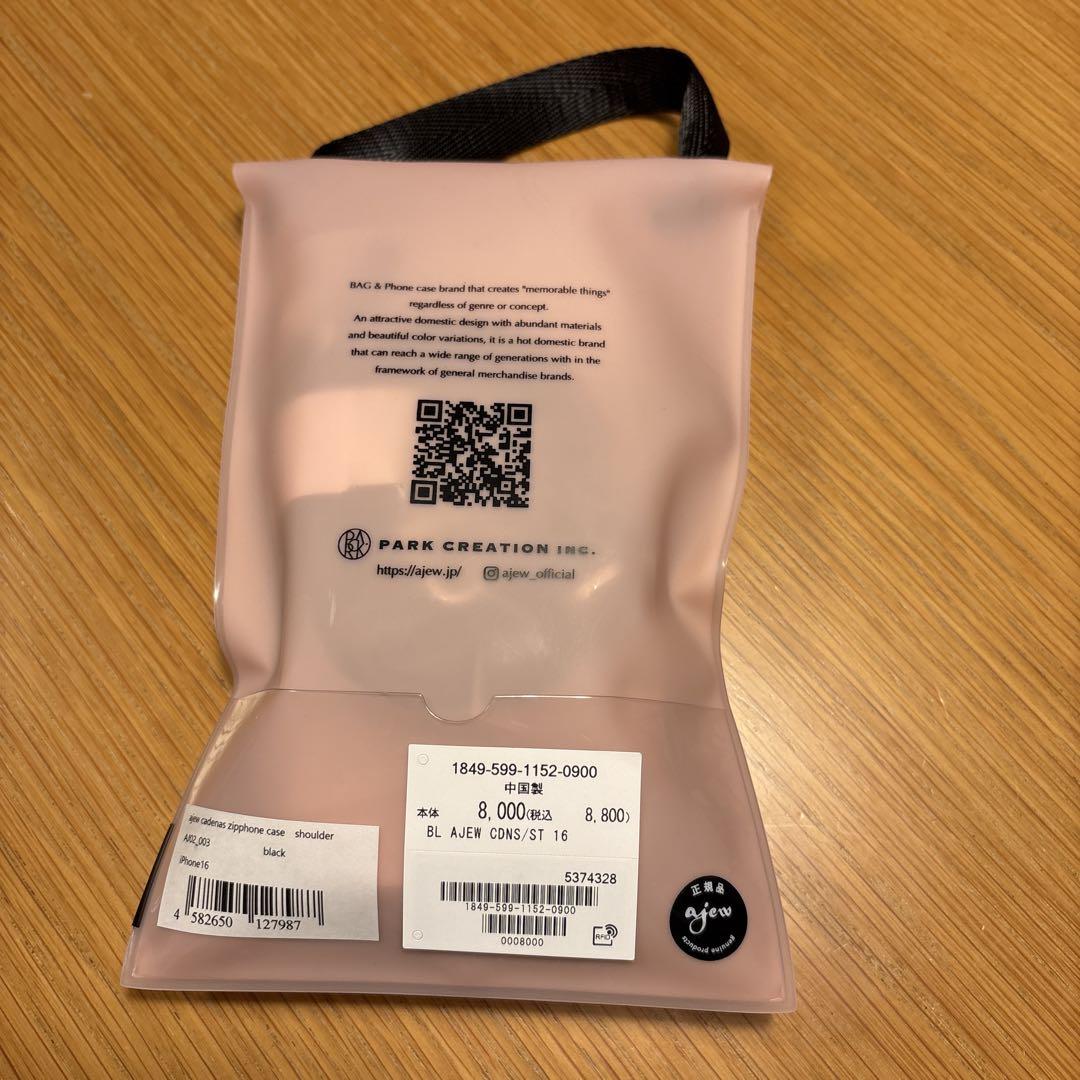 BAG & Phone case brand that creates "memorable things"
regardless of genre or concept.
An attractive domestic design with abundant materials
and beautiful color variations, it is a hot domestic brand
that can reach a wide range of generations with in the
framework of general merchandise brands.
PARK
PARK CREATION INC.
https://ajew.jp/ ajew_official
1849-599-1152-0900
中国製
本体 8,000(税込 8,800)
BL AJEW CDNS/ST 16
5374328
1849-599-1152-0900
0008000
RFID
ajew cadenas zipphone case shoulder
AJ02_003
black
iPhone16
4 582650 127987
正規品
ajew
genuine products